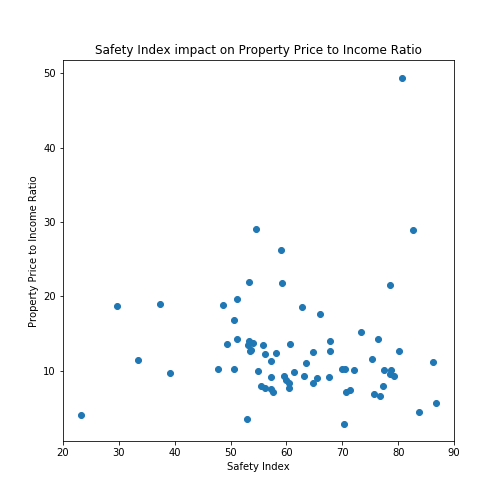 Safety Index impact on Property Price to Income Ratio
Property Price to Income Ratio
50
40
30
20
10
20 30 40 50 60 70 80 90
Safety Index